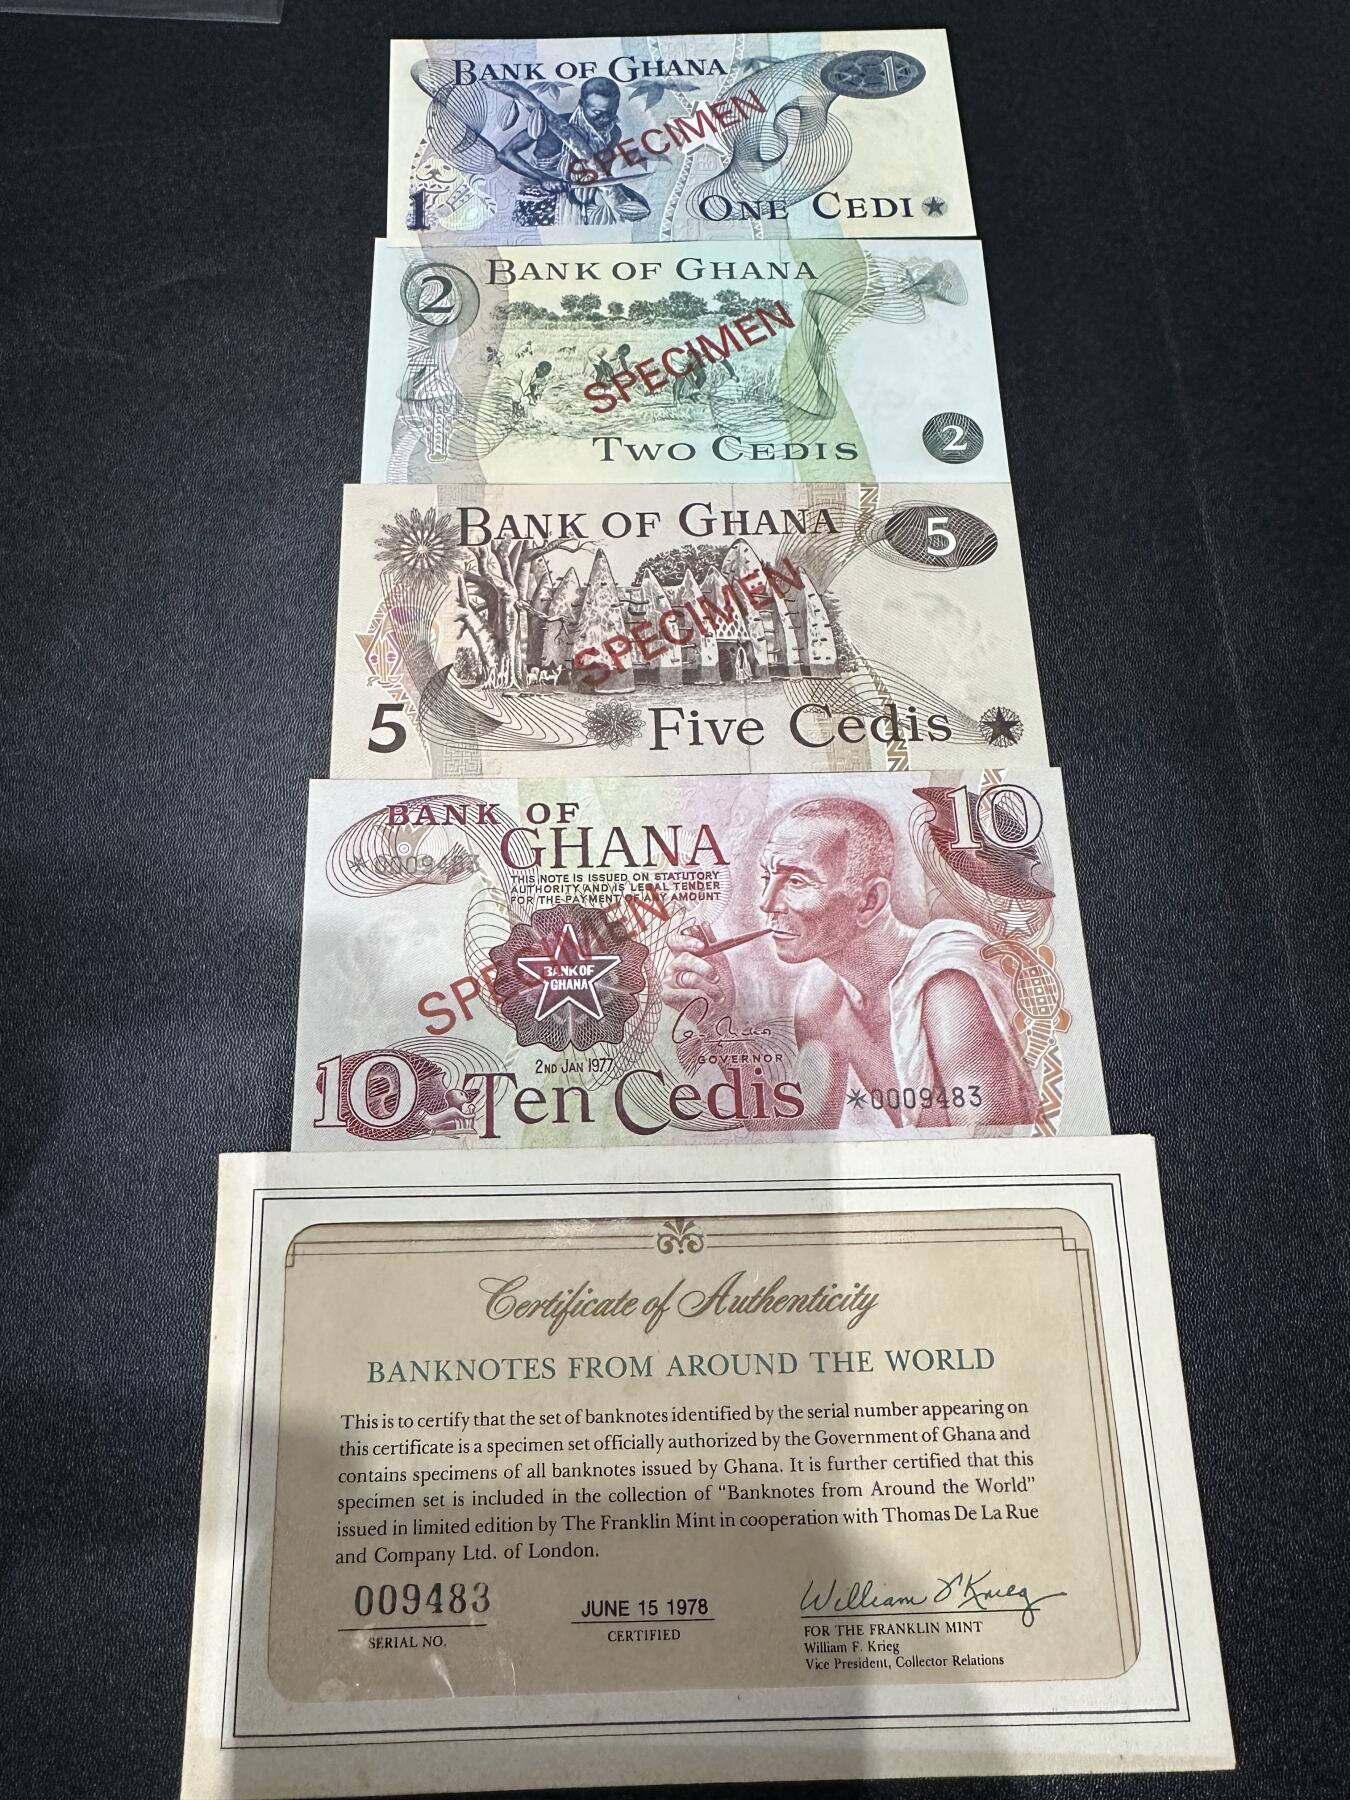 BANK OF GHANA
1
SPECIMEN
1
ONE CEDI
2
BANK OF GHANA
SPECIMEN
TWO CEDIS
2
BANK OF GHANA
5
SPECIMEN
5
Five Cedis
BANK OF
GHANA
10
*0009483
THIS NOTE IS ISSUED ON STATUTORY
AUTHORITY AND IS LEGAL TENDER
FOR THE PAYMENT OF ANY AMOUNT
SPECIMEN
BANK OF
GHANA
GOVERNOR
2ND JAN 1977
10
Ten Cedis
*0009483
Certificate of Authenticity
BANKNOTES FROM AROUND THE WORLD
This is to certify that the set of banknotes identified by the serial number appearing on
this certificate is a specimen set officially authorized by the Government of Ghana and
contains specimens of all banknotes issued by Ghana. It is further certified that this
specimen set is included in the collection of “Banknotes from Around the World”
issued in limited edition by The Franklin Mint in cooperation with Thomas De La Rue
and Company Ltd. of London.
009483
SERIAL NO.
JUNE 15 1978
CERTIFIED
William F Krieg
FOR THE FRANKLIN MINT
William F. Krieg
Vice President, Collector Relations